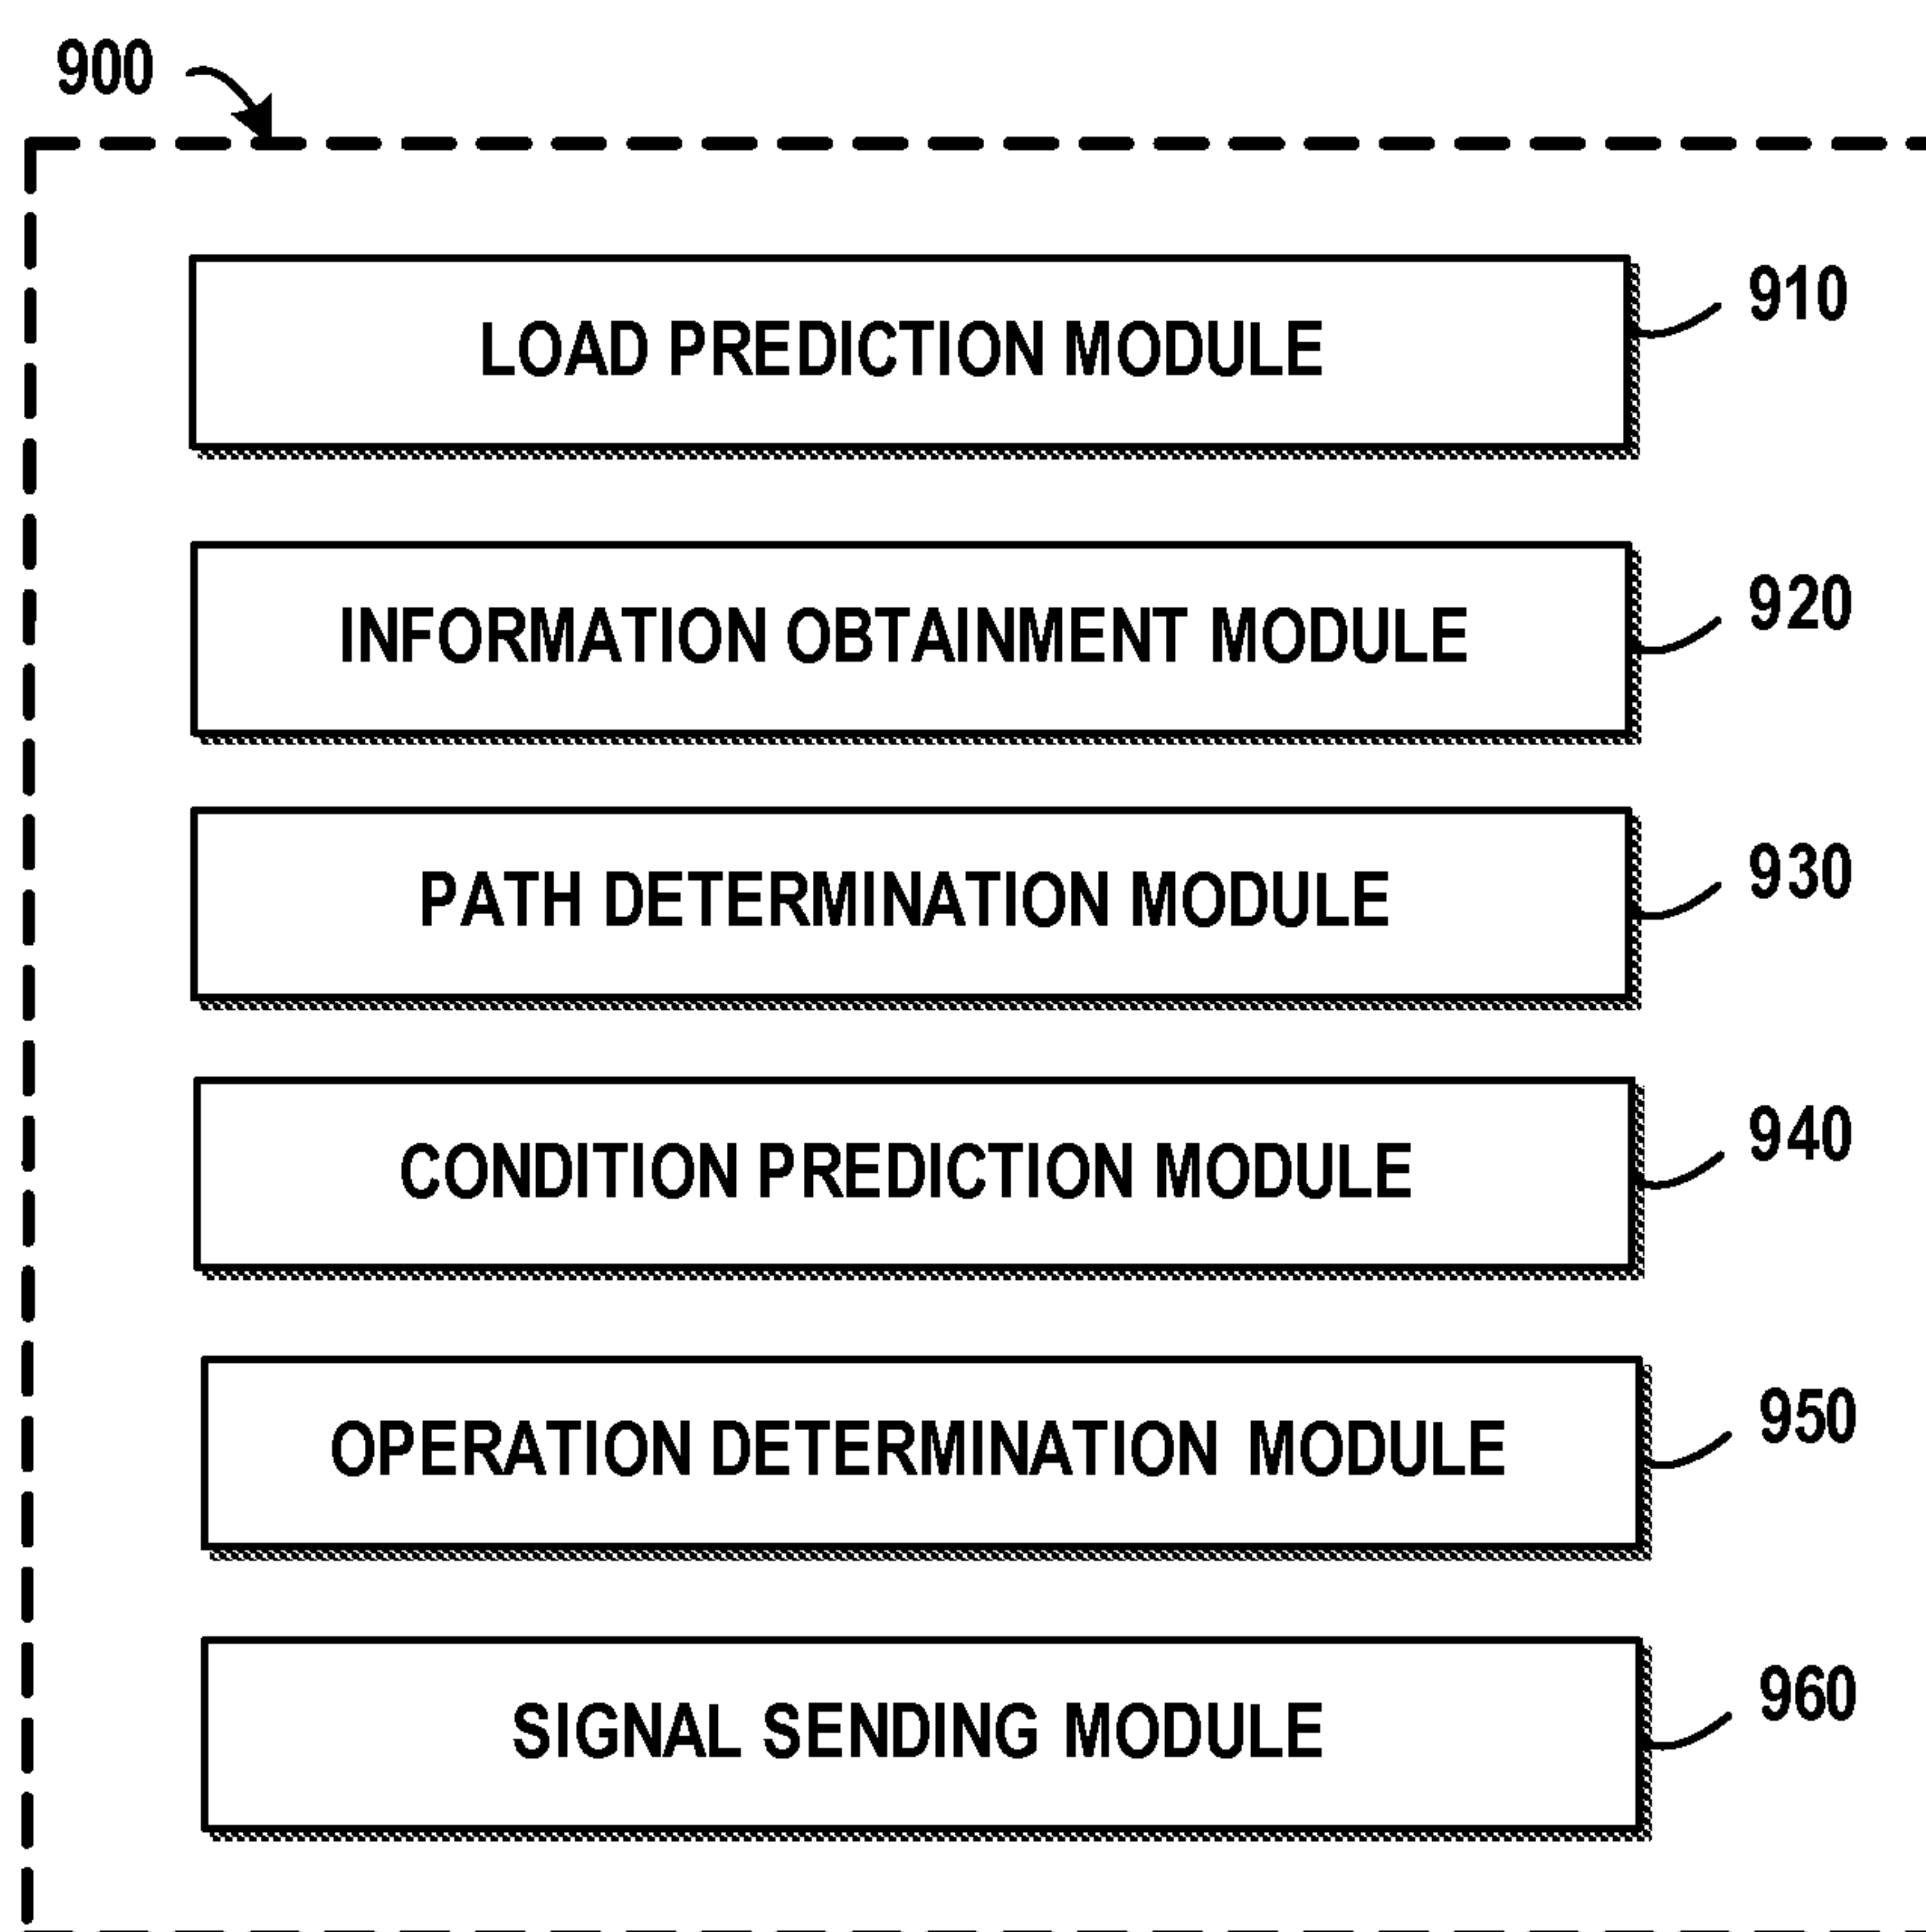 900
LOAD PREDICTION MODULE
910
INFORMATION OBTAINMENT MODULE
920
PATH DETERMINATION MODULE
930
CONDITION PREDICTION MODULE
940
OPERATION DETERMINATION MODULE
950
SIGNAL SENDING MODULE
960